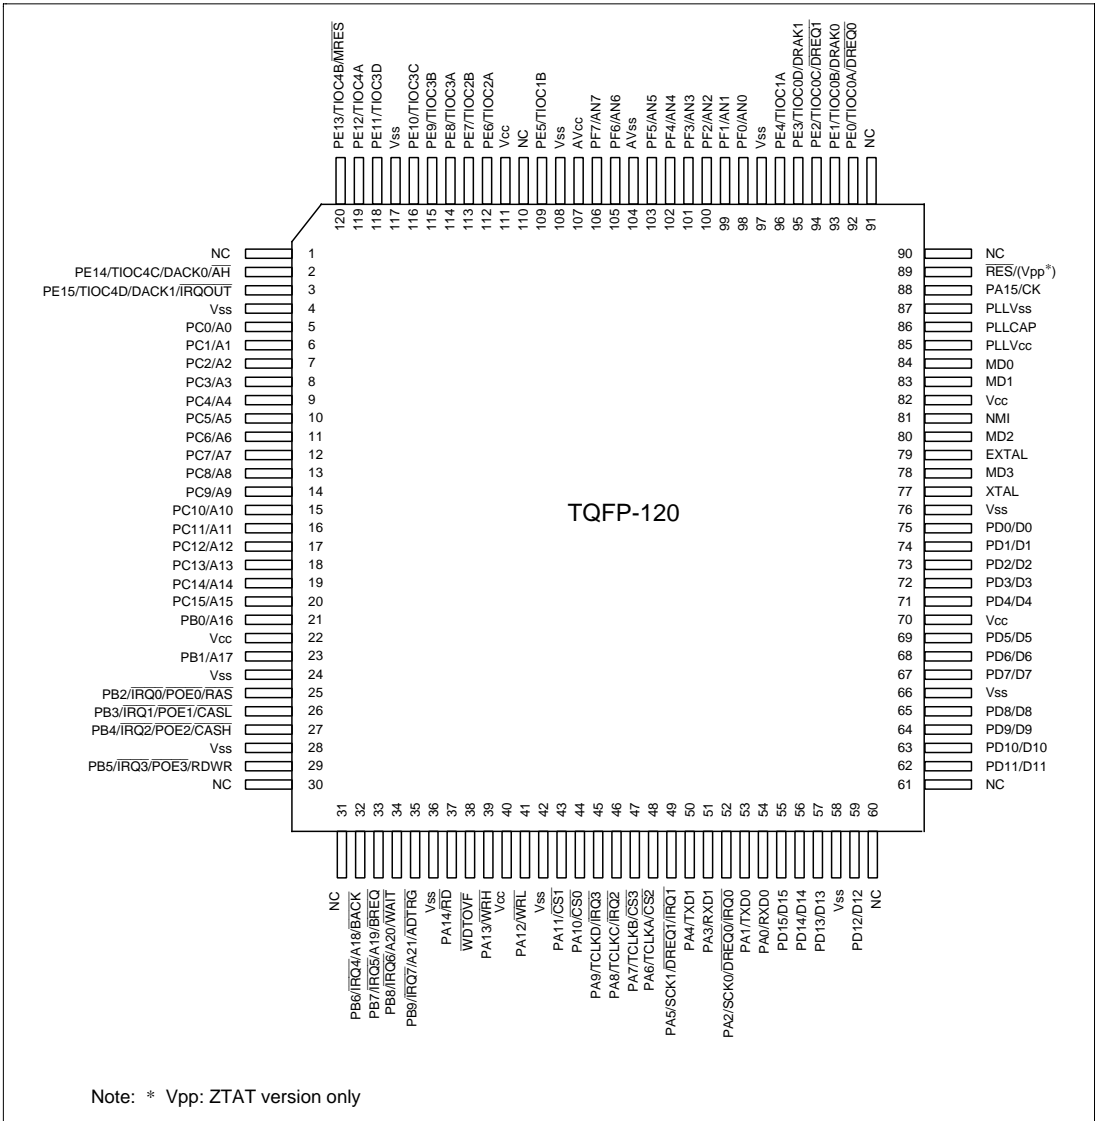 PE13/TIOC4B/MRES
PE12/TIOC4A
PE11/TIOC3D
Vss
PE10/TIOC3C
PE9/TIOC3B
PE8/TIOC3A
PE7/TIOC2B
PE6/TIOC2A
Vcc
NC
PE5/TIOC1B
Vss
AVcc
PF7/AN7
PF6/AN6
AVss
PF5/AN5
PF4/AN4
PF3/AN3
PF2/AN2
PF1/AN1
PF0/AN0
Vss
PE4/TIOC1A
PE3/TIOC0D/DRAK1
PE2/TIOC0C/DREQ1
PE1/TIOC0B/DRAK0
PE0/TIOC0A/DREQ0
NC
120
119
118
117
116
115
114
113
112
111
110
109
108
107
106
105
104
103
102
101
100
99
98
97
96
95
94
93
92
91
NC 1
PE14/TIOC4C/DACK0/AH 2
PE15/TIOC4D/DACK1/IRQOUT 3
Vss 4
PC0/A0 5
PC1/A1 6
PC2/A2 7
PC3/A3 8
PC4/A4 9
PC5/A5 10
PC6/A6 11
PC7/A7 12
PC8/A8 13
PC9/A9 14
PC10/A10 15
PC11/A11 16
PC12/A12 17
PC13/A13 18
PC14/A14 19
PC15/A15 20
PB0/A16 21
Vcc 22
PB1/A17 23
Vss 24
PB2/IRQ0/POE0/RAS 25
PB3/IRQ1/POE1/CASL 26
PB4/IRQ2/POE2/CASH 27
Vss 28
PB5/IRQ3/POE3/RDWR 29
NC 30
TQFP-120
90 NC
89 RES/(Vpp*)
88 PA15/CK
87 PLLVss
86 PLLCAP
85 PLLVcc
84 MD0
83 MD1
82 Vcc
81 NMI
80 MD2
79 EXTAL
78 MD3
77 XTAL
76 Vss
75 PD0/D0
74 PD1/D1
73 PD2/D2
72 PD3/D3
71 PD4/D4
70 Vcc
69 PD5/D5
68 PD6/D6
67 PD7/D7
66 Vss
65 PD8/D8
64 PD9/D9
63 PD10/D10
62 PD11/D11
61 NC
31
32
33
34
35
36
37
38
39
40
41
42
43
44
45
46
47
48
49
50
51
52
53
54
55
56
57
58
59
60
NC
PB6/IRQ4/A18/BACK
PB7/IRQ5/A19/BREQ
PB8/IRQ6/A20/WAIT
PB9/IRQ7/A21/ADTRG
Vss
PA14/RD
WDTOVF
PA13/WRH
Vcc
PA12/WRL
Vss
PA11/CS1
PA10/CS0
PA9/TCLKD/IRQ3
PA8/TCLKC/IRQ2
PA7/TCLKB/CS3
PA6/TCLKA/CS2
PA5/SCK1/DREQ1/IRQ1
PA4/TXD1
PA3/RXD1
PA2/SCK0/DREQ0/IRQ0
PA1/TXD0
PA0/RXD0
PD15/D15
PD14/D14
PD13/D13
Vss
PD12/D12
NC
Note: * Vpp: ZTAT version only